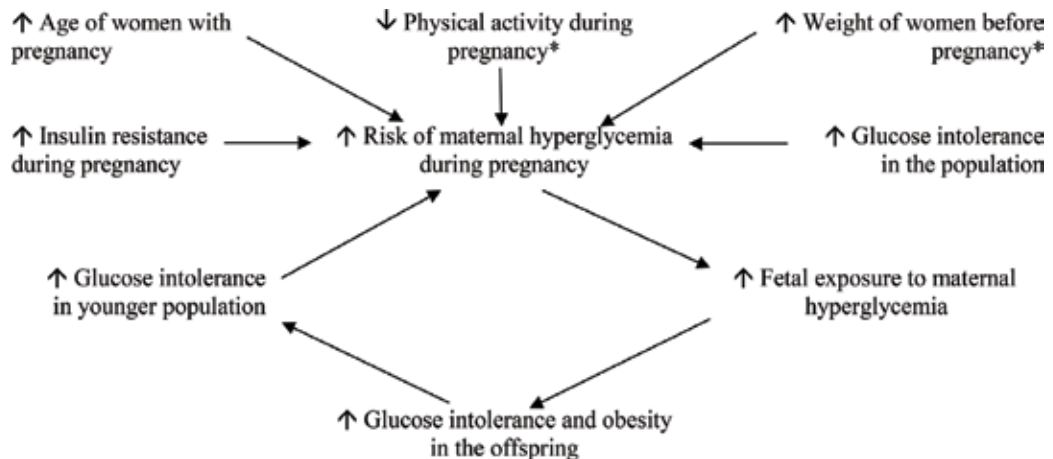 ↑ Age of women with
pregnancy
↓ Physical activity during
pregnancy*
↑ Weight of women before
pregnancy*
↑ Insulin resistance
during pregnancy
↑ Risk of maternal hyperglycemia
during pregnancy
↑ Glucose intolerance
in the population
↑ Glucose intolerance
in younger population
↑ Fetal exposure to maternal
hyperglycemia
↑ Glucose intolerance and obesity
in the offspring